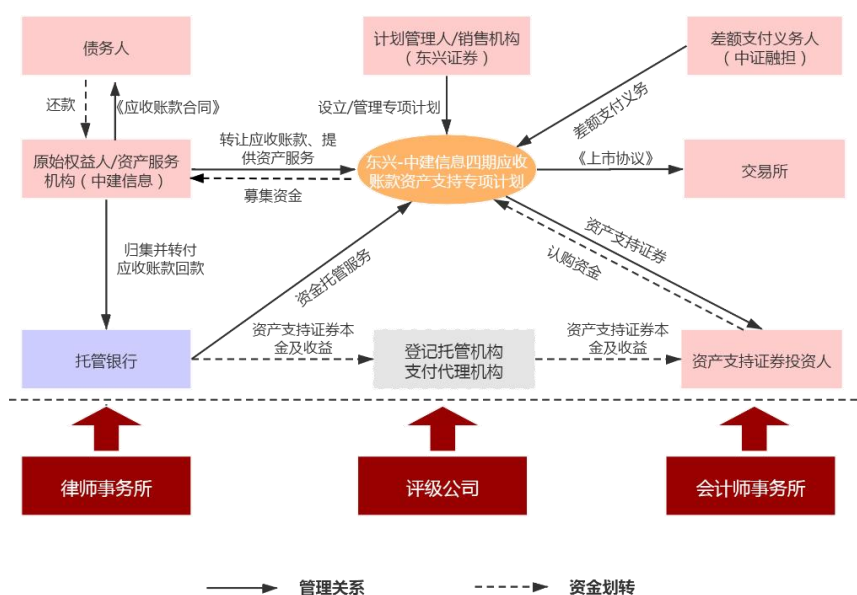 债务人
计划管理人/销售机构
（东兴证券）
差额支付义务人
（中证融担）
还款
《应收账款合同》
设立/管理专项计划
差额支付义务
原始权益人/资产服务
机构（中建信息）
转让应收账款、提
供资产服务
募集资金
东兴-中建信息四期应收
账款资产支持专项计划
《上市协议》
交易所
归集并转付
应收账款回款
资金托管服务
资产支持证券
认购资金
托管银行
资产支持证券本
金及收益
登记托管机构
支付代理机构
资产支持证券本
金及收益
资产支持证券投资人
律师事务所
评级公司
会计师事务所
管理关系
资金划转